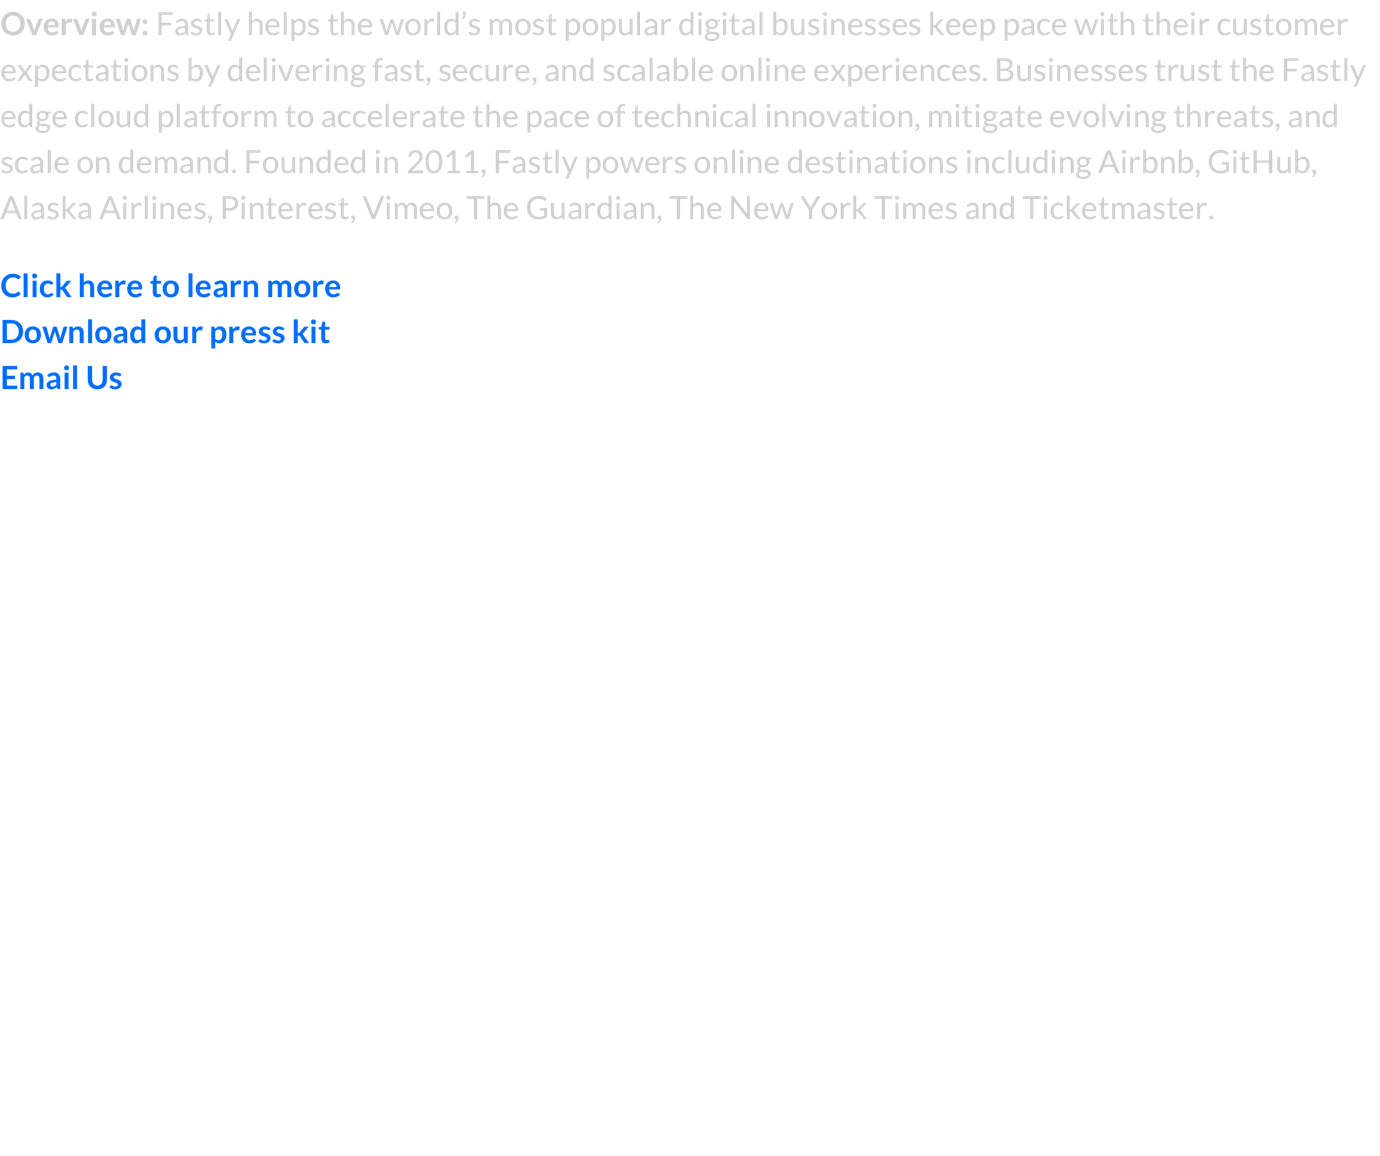 Overview: Fastly helps the world’s most popular digital businesses keep pace with their customer
expectations by delivering fast, secure, and scalable online experiences. Businesses trust the Fastly
edge cloud platform to accelerate the pace of technical innovation, mitigate evolving threats, and
scale on demand. Founded in 2011, Fastly powers online destinations including Airbnb, GitHub,
Alaska Airlines, Pinterest, Vimeo, The Guardian, The New York Times and Ticketmaster.
Click here to learn more
Download our press kit
Email Us